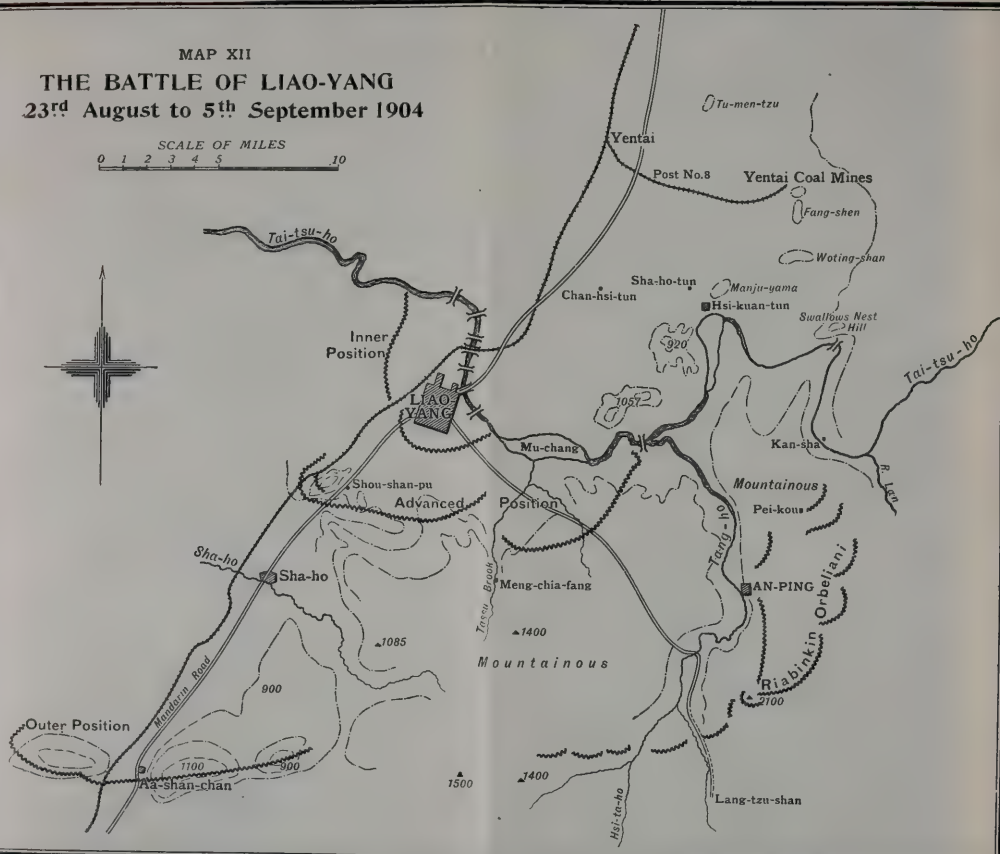 MAP XII
THE BATTLE OF LIAO-YANG
23rd August to 5th September 1904
SCALE OF MILES
0 1 2 3 4 5 10
Tu-men-tzu
Yentai
Post No.8
Yentai Coal Mines
Fang-shen
Tai-tsu-ho
Woting-shan
Sha-ho-tun
Manju-yama
Chan-hsi-tun
Hsi-kuan-tun
Swallows Nest
Hill
Inner
Position
920
Tai-tsu-ho
LIAO-
YANG
1057
Mu-chang
Kan-sha
R. Lan
Shou-shan-pu
Mountainous
Advanced Position
Pei-kou
Tang-ho
Sha-ho
Sha-ho
Meng-chia-fang
AN-PING
Orbeliani
Tassu Brook
1400
1085
Mountainous
Riabinkin
900
2100
Mandarin Road
Outer Position
1100
900
1500
1400
Aa-shan-chan
Lang-tzu-shan
Hsi-ta-ho